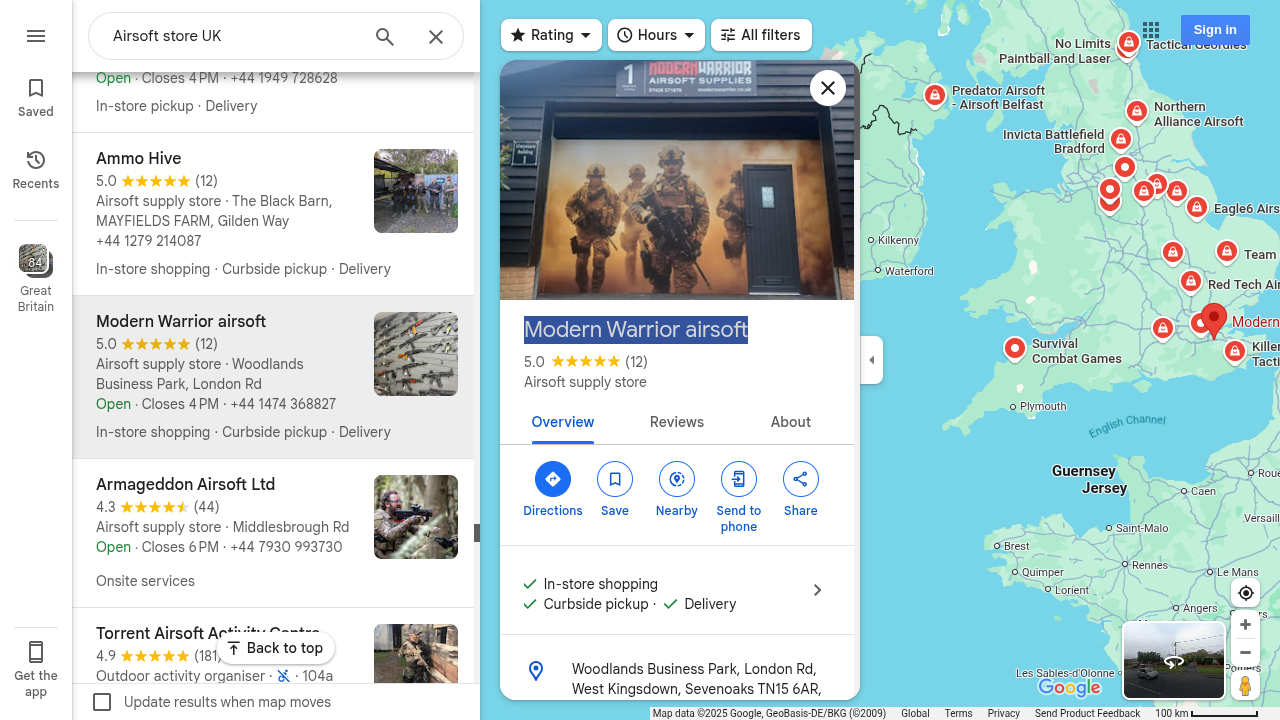 Airsoft store UK
Saved
Recents
84
Great
Britain
Get the
app
Open · Closes 4 PM · +44 1949 728628
In-store pickup · Delivery
Ammo Hive
5.0 (12)
Airsoft supply store · The Black Barn,
MAYFIELDS FARM, Gilden Way
+44 1279 214087
In-store shopping · Curbside pickup · Delivery
Modern Warrior airsoft
5.0 (12)
Airsoft supply store · Woodlands
Business Park, London Rd
Open · Closes 4 PM · +44 1474 368827
In-store shopping · Curbside pickup · Delivery
Armageddon Airsoft Ltd
4.3 (44)
Airsoft supply store · Middlesbrough Rd
Open · Closes 6 PM · +44 7930 993730
Onsite services
Torrent Airsoft Activity Centre
4.9 (181)
Outdoor activity organiser · · 104a
Back to top
Update results when map moves
Rating
Hours
All filters
1 MODERNWARRIOR
AIRSOFT SUPPLIES
Modern Warrior airsoft
5.0 (12)
Airsoft supply store
Overview
Reviews
About
Directions
Save
Nearby
Send to
phone
Share
In-store shopping
Curbside pickup · Delivery
Woodlands Business Park, London Rd,
West Kingsdown, Sevenoaks TN15 6AR,
Sign in
No Limits
Paintball and Laser
Tactical Geordies
Predator Airsoft
- Airsoft Belfast
Northern
Alliance Airsoft
Invicta Battlefield
Bradford
Eagle6 Airs
Kilkenny
Waterford
Team
Red Tech Air
Modern
Survival
Combat Games
Killer
Tacti
Plymouth
English Channel
Guernsey
Jersey
Caen
Roue
Saint-Malo
Versaill
Brest
Rennes
Quimper
Le Mans
Lorient
Angers
Les Sables-d'Olonne
Poitiers
Google
Map data ©2025 Google, GeoBasis-DE/BKG (©2009)
Global
Terms
Privacy
Send Product Feedback
100 km